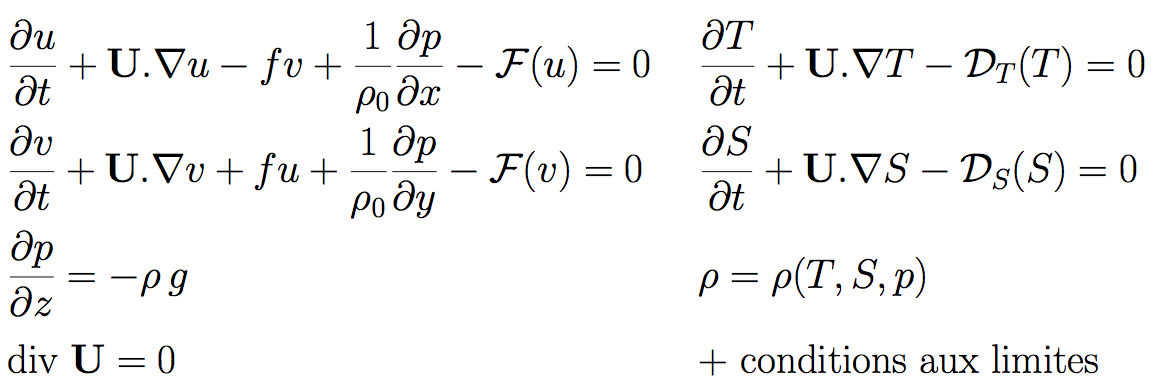 ∂u/∂t + U.∇u − fv + 1/ρ₀ ∂p/∂x − ℱ(u) = 0    ∂T/∂t + U.∇T − 𝒟_T(T) = 0
∂v/∂t + U.∇v + fu + 1/ρ₀ ∂p/∂y − ℱ(v) = 0    ∂S/∂t + U.∇S − 𝒟_S(S) = 0
∂p/∂z = −ρ g    ρ = ρ(T, S, p)
div U = 0    + conditions aux limites